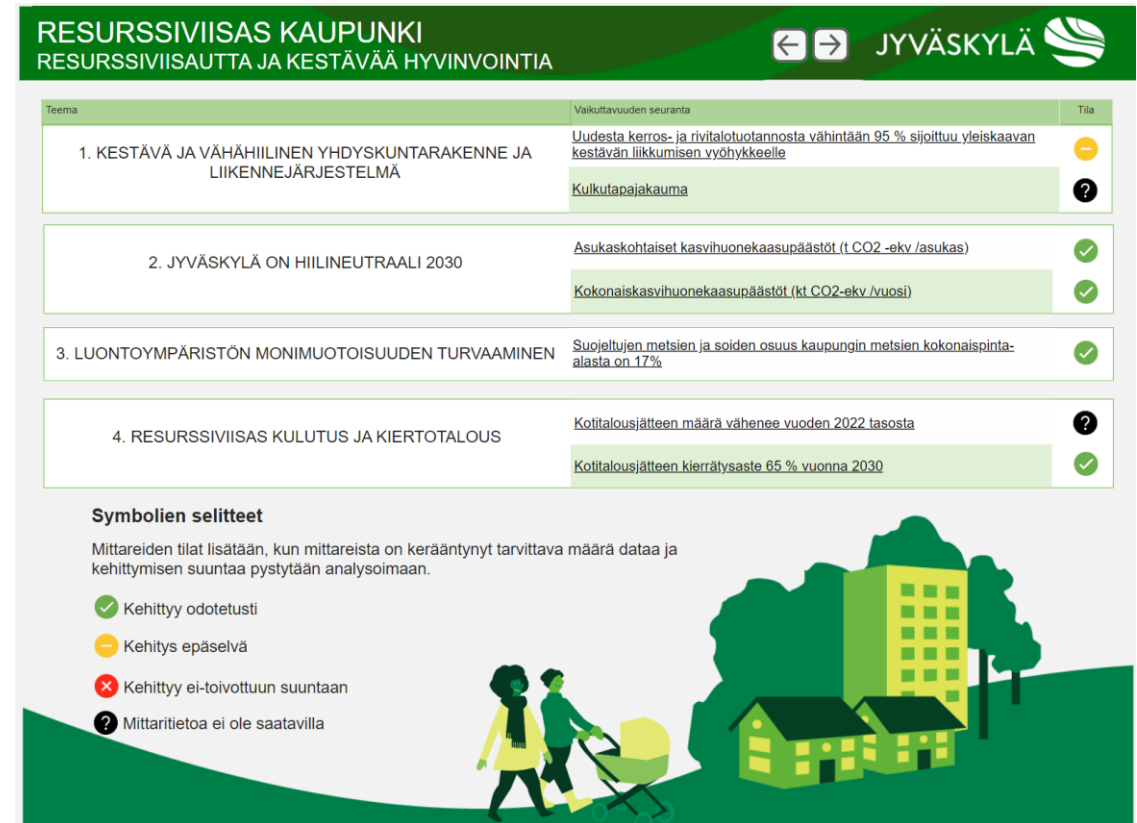 RESURSSIVIISAS KAUPUNKI
RESURSSIVIISAUTTA JA KESTÄVÄÄ HYVINVOINTIA
JYVÄSKYLÄ
Teema
Vaikuttavuuden seuranta
Tila
1. KESTÄVÄ JA VÄHÄHIILINEN YHDYSKUNTARAKENNE JA
LIIKENNEJÄRJESTELMÄ
Uudesta kerros- ja rivitalotuotannosta vähintään 95 % sijoittuu yleiskaavan
kestävän liikkumisen vyöhykkeelle
Kulkutapajakauma
2. JYVÄSKYLÄ ON HIILINEUTRAALI 2030
Asukaskohtaiset kasvihuonekaasupäästöt (t CO2 -ekv /asukas)
Kokonaiskasvihuonekaasupäästöt (kt CO2-ekv /vuosi)
3. LUONTOYMPÄRISTÖN MONIMUOTOISUUDEN TURVAAMINEN
Suojeltujen metsien ja soiden osuus kaupungin metsien kokonaispinta-
alasta on 17%
4. RESURSSIVIISAS KULUTUS JA KIERTOTALOUS
Kotitalousjätteen määrä vähenee vuoden 2022 tasosta
Kotitalousjätteen kierrätysaste 65 % vuonna 2030
Symbolien selitteet
Mittareiden tilat lisätään, kun mittareista on kerääntynyt tarvittava määrä dataa ja
kehittymisen suuntaa pystytään analysoimaan.
Kehittyy odotetusti
Kehitys epäselvä
Kehittyy ei-toivottuun suuntaan
Mittaritietoa ei ole saatavilla